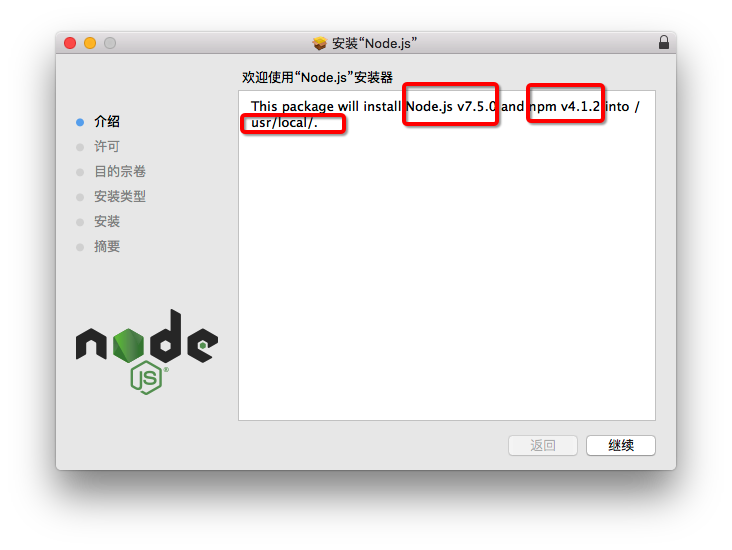 安装“Node.js”
欢迎使用“Node.js”安装器
This package will install Node.js v7.5.0 and npm v4.1.2 into /
usr/local/.
介绍
许可
目的宗卷
安装类型
安装
摘要
node
JS®
返回
继续